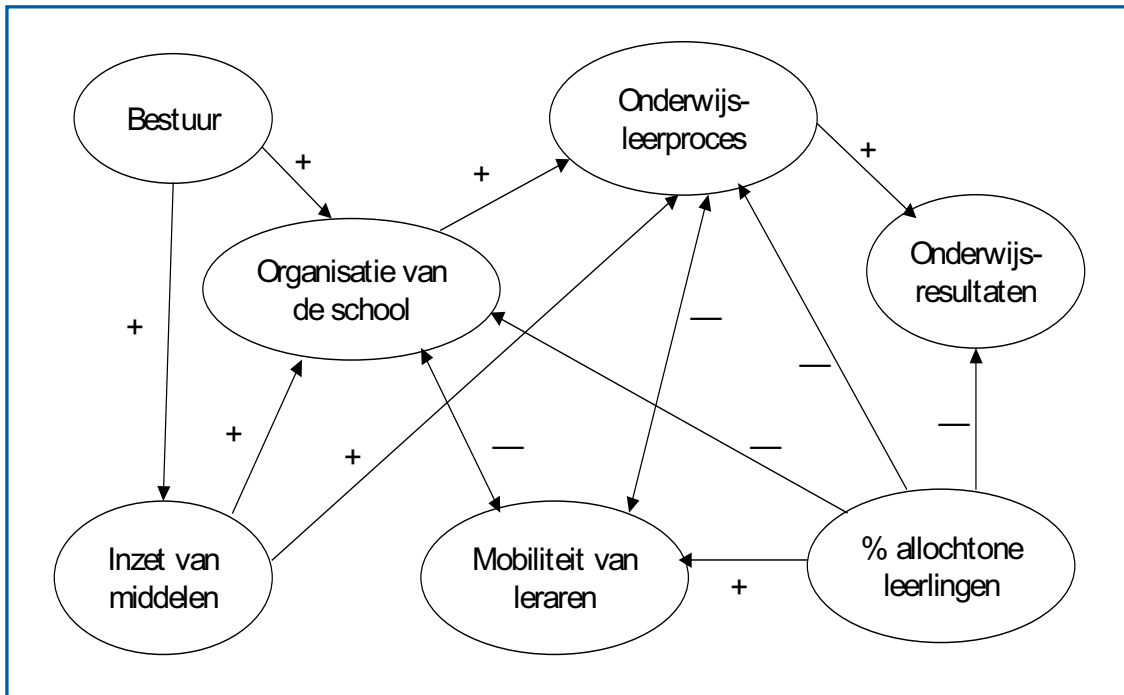 Bestuur
Onderwijs-
leerproces
+
+
+
Onderwijs-
resultaten
Organisatie van
de school
+
—
—
—
+
+
—
—
Inzet van
middelen
Mobiliteit van
leraren
+
% allochtone
leerlingen